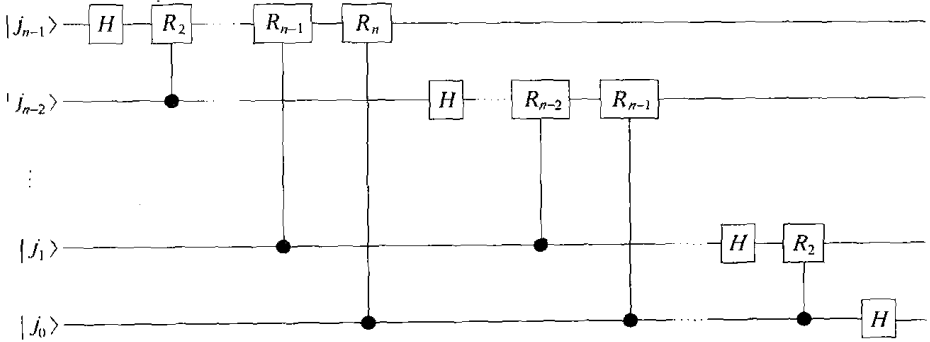 |j_{n-1}⟩ H R_2 ... R_{n-1} R_n
|j_{n-2}⟩ ... H ... R_{n-2} R_{n-1}
⋮
|j_1⟩ ... H R_2
|j_0⟩ ... H